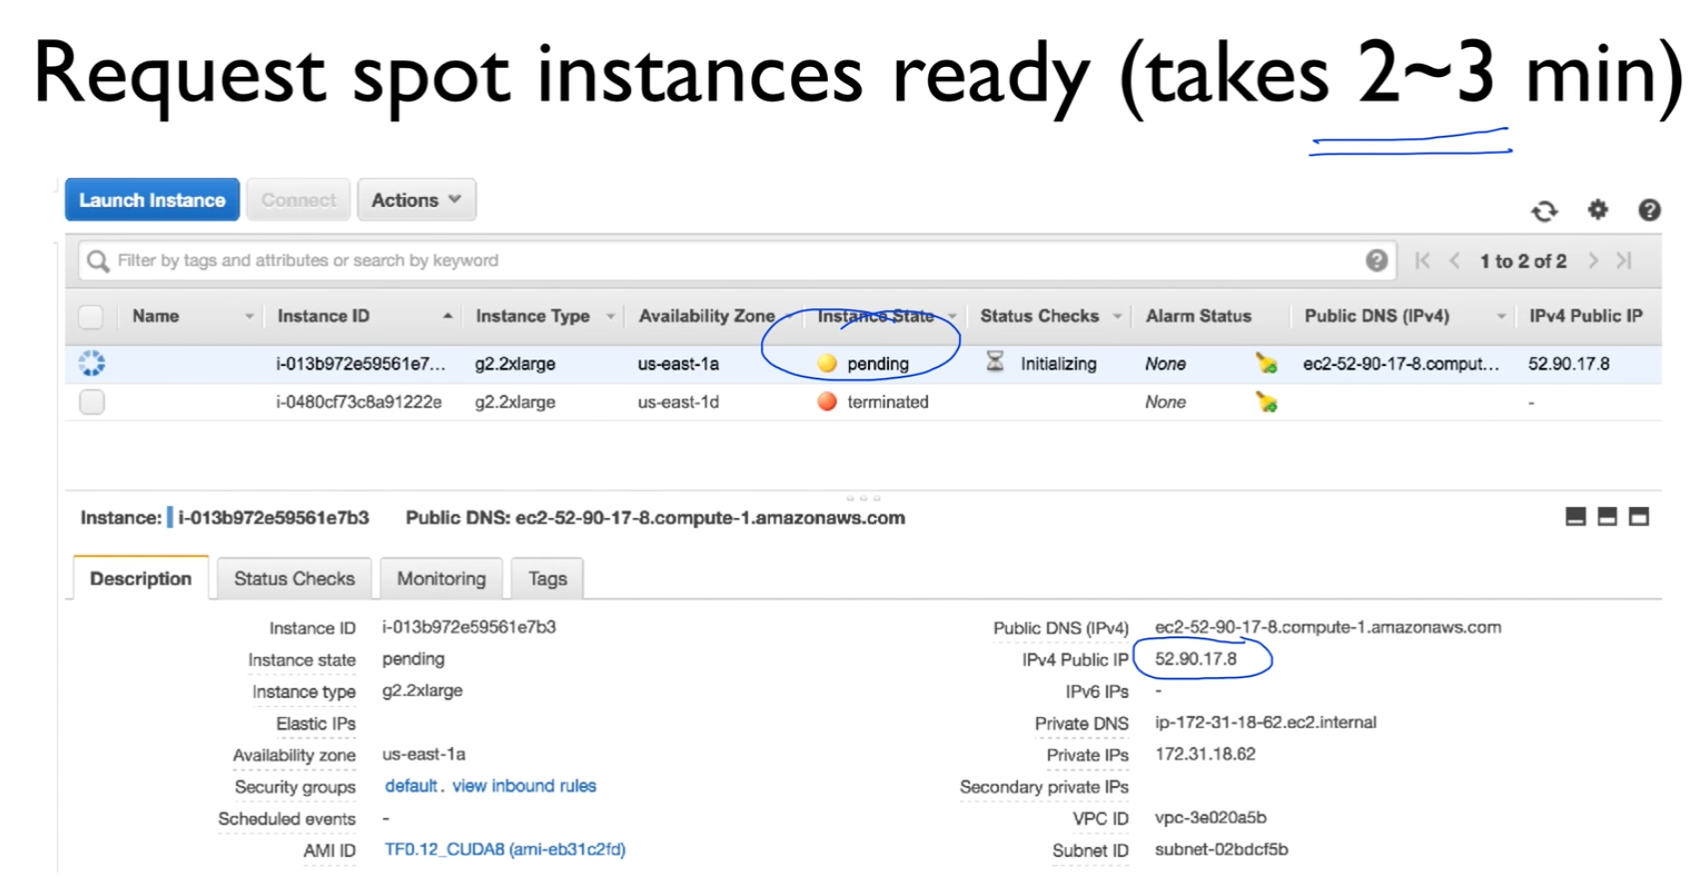 Request spot instances ready (takes 2~3 min)
Launch Instance Connect Actions
Filter by tags and attributes or search by keyword 1 to 2 of 2
Name Instance ID Instance Type Availability Zone Instance State Status Checks Alarm Status Public DNS (IPv4) IPv4 Public IP
i-013b972e59561e7... g2.2xlarge us-east-1a pending Initializing None ec2-52-90-17-8.comput... 52.90.17.8
i-0480cf73c8a91222e g2.2xlarge us-east-1d terminated None -
Instance: i-013b972e59561e7b3 Public DNS: ec2-52-90-17-8.compute-1.amazonaws.com
Description Status Checks Monitoring Tags
Instance ID i-013b972e59561e7b3 Public DNS (IPv4) ec2-52-90-17-8.compute-1.amazonaws.com
Instance state pending IPv4 Public IP 52.90.17.8
Instance type g2.2xlarge IPv6 IPs -
Elastic IPs Private DNS ip-172-31-18-62.ec2.internal
Availability zone us-east-1a Private IPs 172.31.18.62
Security groups default. view inbound rules Secondary private IPs
Scheduled events - VPC ID vpc-3e020a5b
AMI ID TF0.12_CUDA8 (ami-eb31c2fd) Subnet ID subnet-02bdcf5b